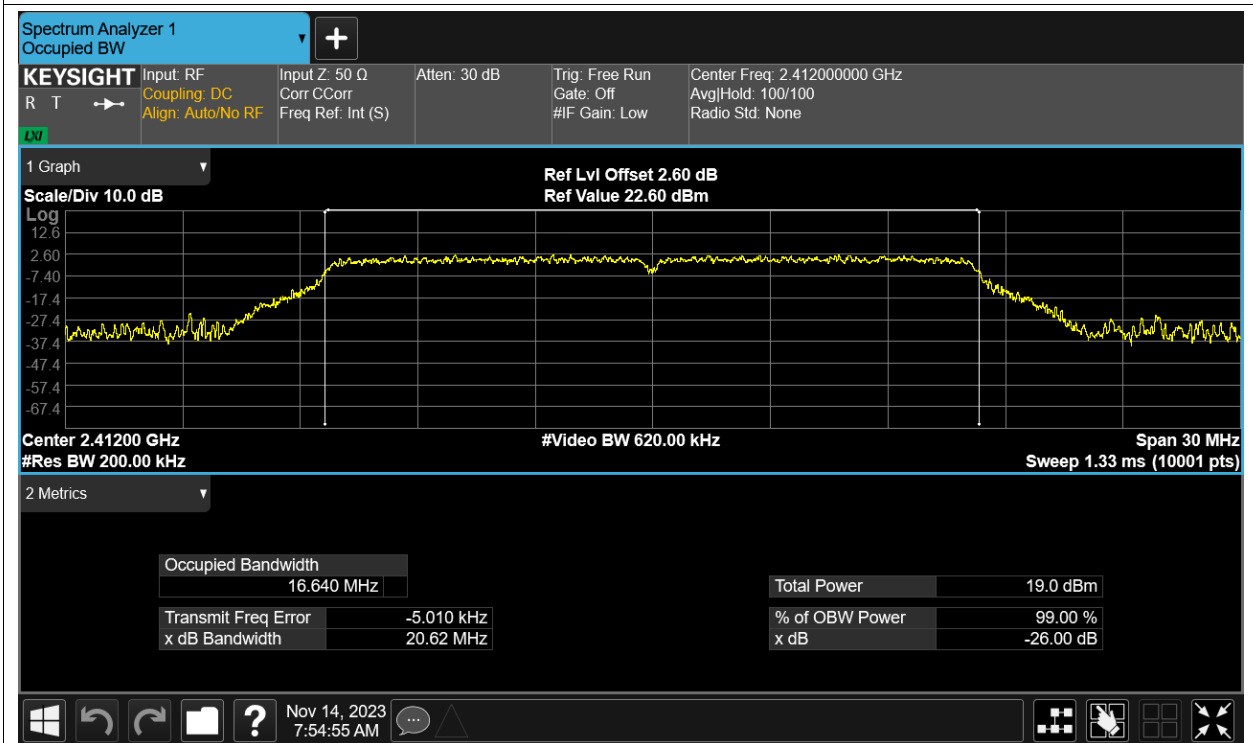 Spectrum Analyzer 1
Occupied BW
KEYSIGHT
R T
LXI
Input: RF
Coupling: DC
Align: Auto/No RF
Input Z: 50 Ω
Corr CCorr
Freq Ref: Int (S)
Atten: 30 dB
Trig: Free Run
Gate: Off
#IF Gain: Low
Center Freq: 2.412000000 GHz
Avg|Hold: 100/100
Radio Std: None
1 Graph
Scale/Div 10.0 dB
Ref Lvl Offset 2.60 dB
Ref Value 22.60 dBm
Log
12.6
2.60
-7.40
-17.4
-27.4
-37.4
-47.4
-57.4
-67.4
Center 2.41200 GHz
#Video BW 620.00 kHz
Span 30 MHz
#Res BW 200.00 kHz
Sweep 1.33 ms (10001 pts)
2 Metrics
Occupied Bandwidth
16.640 MHz
Total Power 19.0 dBm
Transmit Freq Error -5.010 kHz
% of OBW Power 99.00 %
x dB Bandwidth 20.62 MHz
x dB -26.00 dB
?
Nov 14, 2023
7:54:55 AM